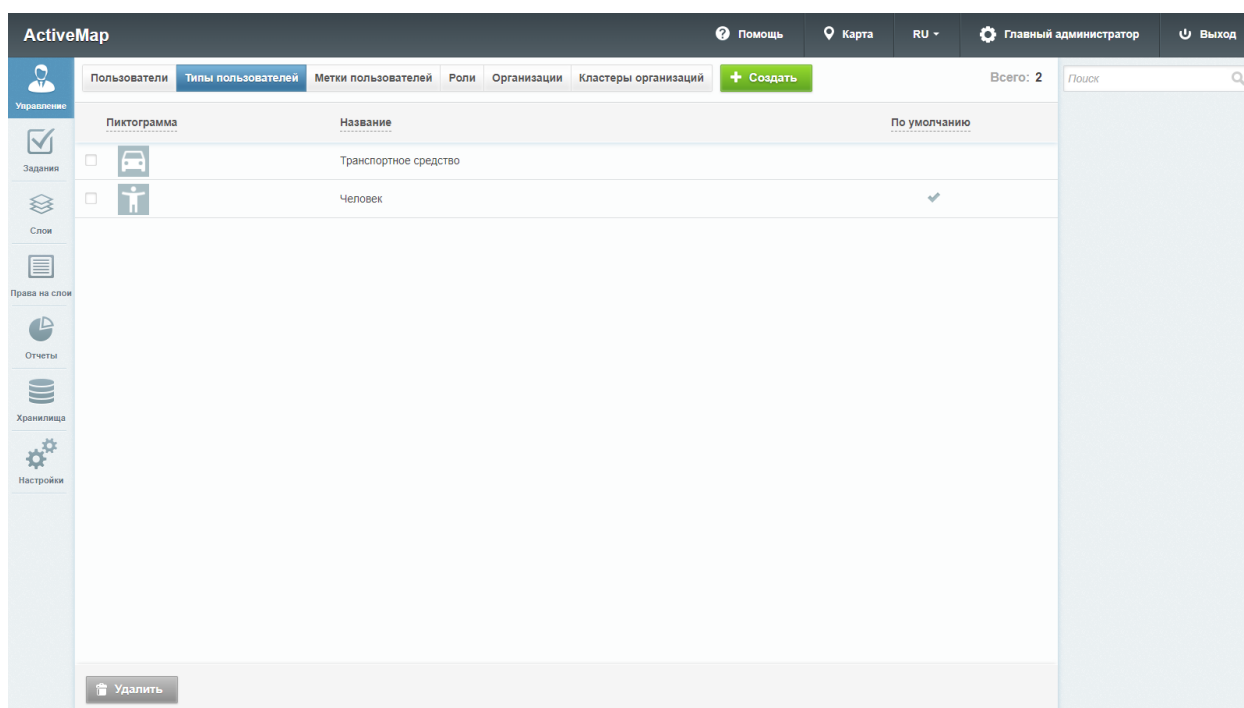 ActiveMap
Помощь
Карта
RU
Главный администратор
Выход
Управление
Задания
Слои
Права на слои
Отчеты
Хранилища
Настройки
Пользователи Типы пользователей Метки пользователей Роли Организации Кластеры организаций + Создать
Всего: 2
Поиск
Пиктограмма Название По умолчанию
Транспортное средство
Человек
Удалить